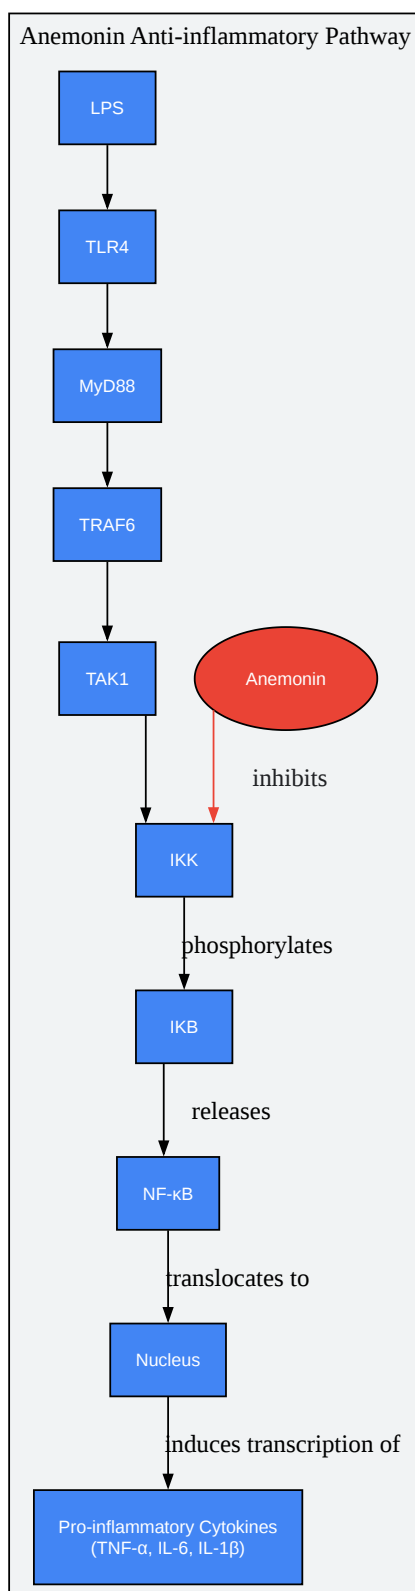 Anemonin Anti-inflammatory Pathway
LPS
TLR4
MyD88
TRAF6
TAK1
Anemonin
inhibits
IKK
phosphorylates
IKB
releases
NF-κB
translocates to
Nucleus
induces transcription of
Pro-inflammatory Cytokines
(TNF-α, IL-6, IL-1β)